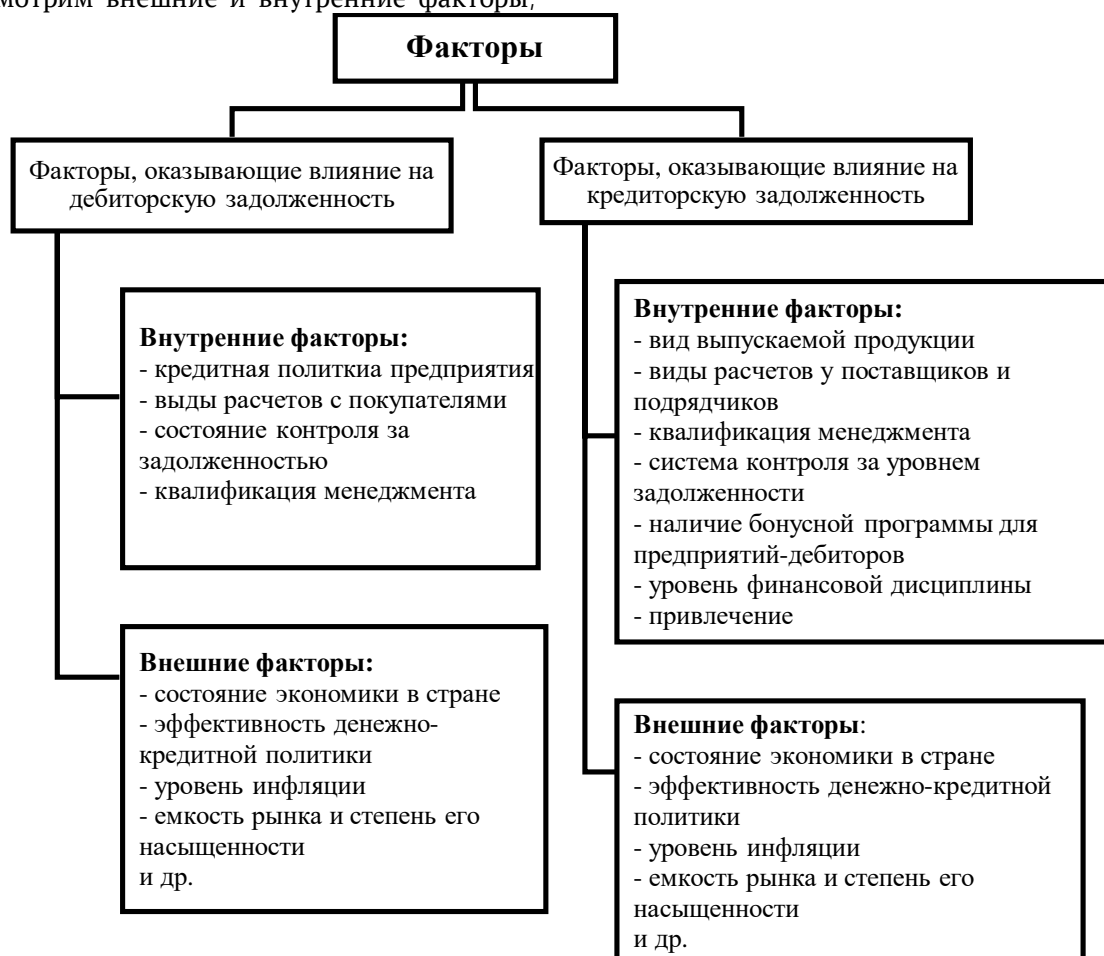 мотрим внешние и внутренние факторы,
Факторы
Факторы, оказывающие влияние на
дебиторскую задолженность
Факторы, оказывающие влияние на
кредиторскую задолженность
Внутренние факторы:
- кредитная политкиа предприятия
- выды расчетов с покупателями
- состояние контроля за
задолженностью
- квалификация менеджмента
Внешние факторы:
- состояние экономики в стране
- эффективность денежно-
кредитной политики
- уровень инфляции
- емкость рынка и степень его
насыщенности
и др.
Внутренние факторы:
- вид выпускаемой продукции
- виды расчетов у поставщиков и
подрядчиков
- квалификация менеджмента
- система контроля за уровнем
задолженности
- наличие бонусной программы для
предприятий-дебиторов
- уровень финансовой дисциплины
- привлечение
Внешние факторы:
- состояние экономики в стране
- эффективность денежно-кредитной
политики
- уровень инфляции
- емкость рынка и степень его
насыщенности
и др.